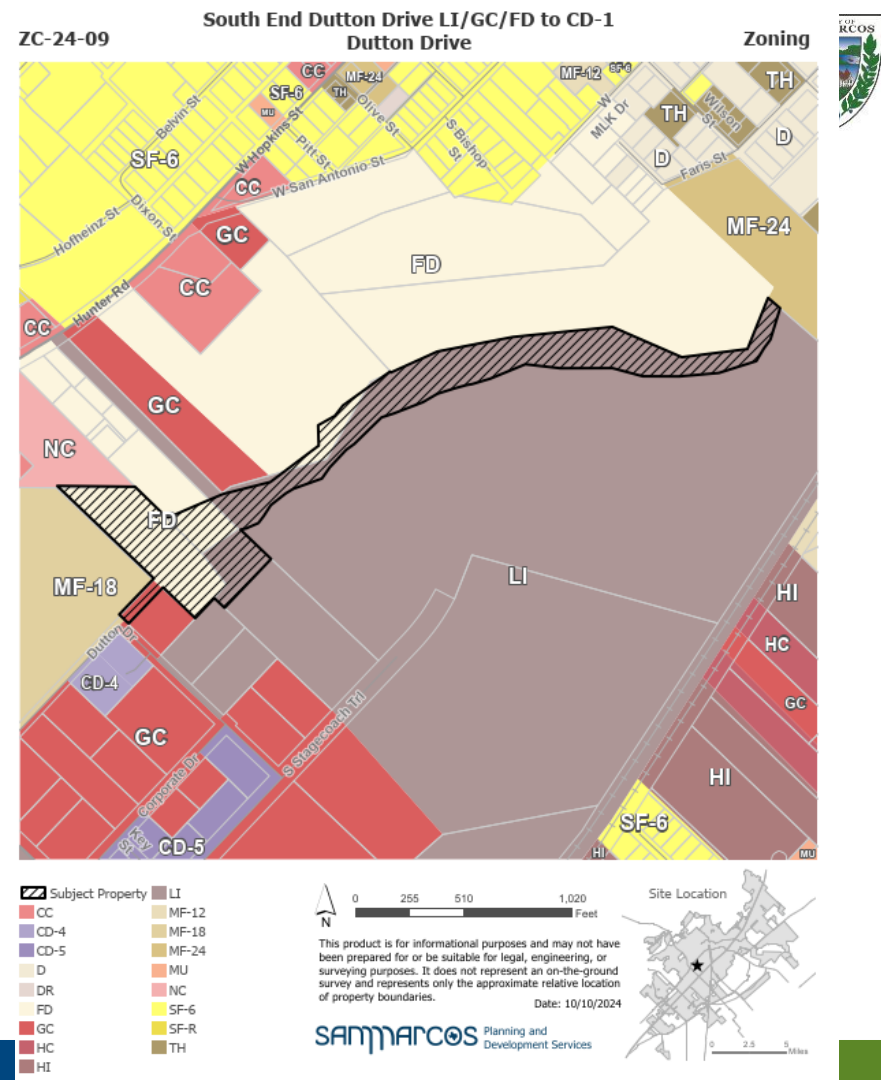 South End Dutton Drive LI/GC/FD to CD-1
ZC-24-09
Dutton Drive
Zoning
RCOS
CC
MF-24
MF-12
SF-6
TH
SF-6
TH
MU
Olive St
W
MLK Dr
TH
Wilson
St
Belvin St
W Hopkins St
Pitt St
S Bishop
St
D
D
Faris St
SF-6
CC
W San Antonio St
Dixon St
Hofheinz St
GC
MF-24
FD
CC
Hunter Rd
CC
GC
NC
FD
MF-18
LI
HI
Dutton Dr
HC
CD-4
GC
GC
S Stagecoach Trl
Corporate Dr
HI
SF-6
Key
St
CD-5
HI
MU
Subject Property
CC
CD-4
CD-5
D
DR
FD
GC
HC
HI
LI
MF-12
MF-18
MF-24
MU
NC
SF-6
SF-R
TH
N
0 255 510 1,020
Feet
This product is for informational purposes and may not have
been prepared for or be suitable for legal, engineering, or
surveying purposes. It does not represent an on-the-ground
survey and represents only the approximate relative location
of property boundaries.
Date: 10/10/2024
SANMARCOS
Planning and
Development Services
Site Location
0 2.5 5
Miles